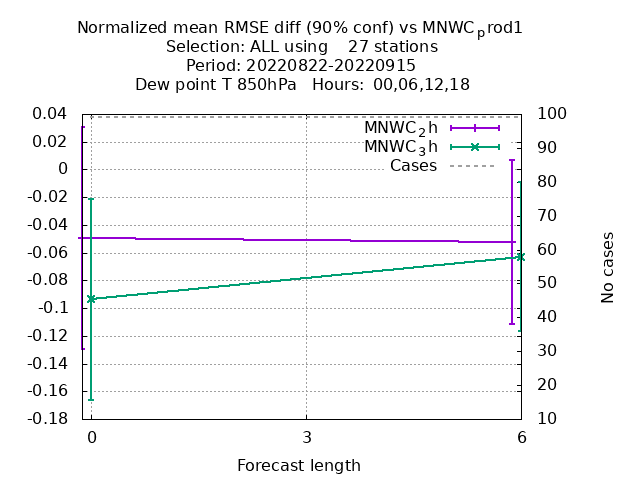 Normalized mean RMSE diff (90% conf) vs MNWCprod1
Selection: ALL using    27 stations
Period: 20220822-20220915
Dew point T 850hPa   Hours: 00,06,12,18
MNWC2h
MNWC3h
Cases
0.04
0.02
0
-0.02
-0.04
-0.06
-0.08
-0.1
-0.12
-0.14
-0.16
-0.18
100
90
80
70
60
50
40
30
20
10
No cases
0
3
6
Forecast length